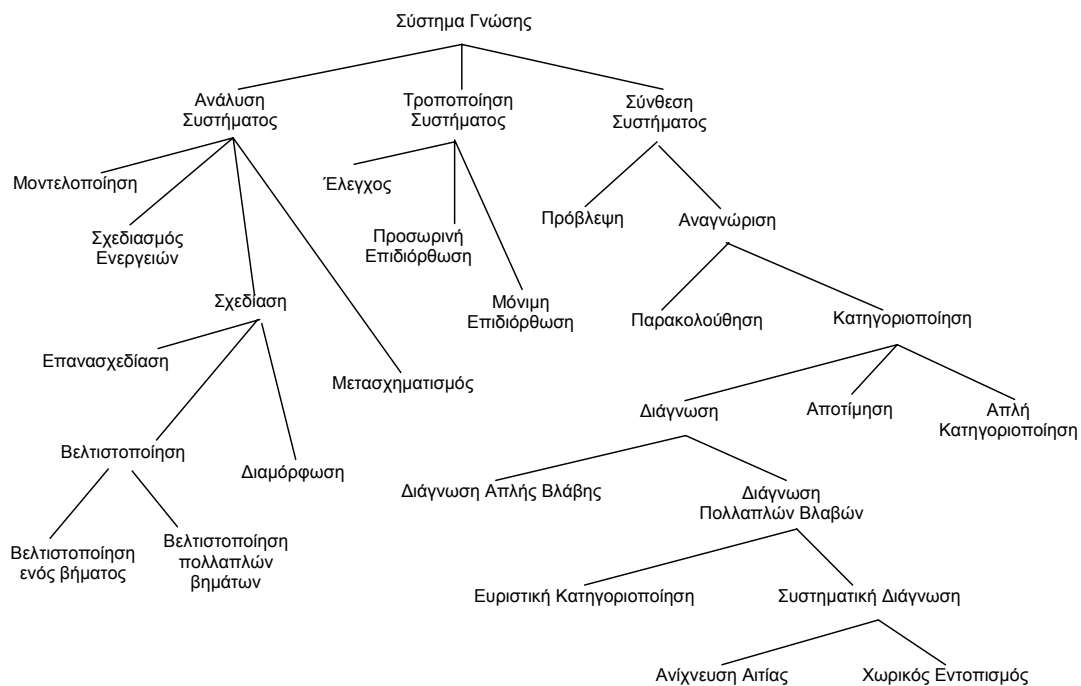 Σύστημα Γνώσης
Ανάλυση
Συστήματος
Τροποποίηση
Συστήματος
Σύνθεση
Συστήματος
Μοντελοποίηση
Σχεδιασμός
Ενεργειών
Έλεγχος
Προσωρινή
Επιδιόρθωση
Πρόβλεψη
Αναγνώριση
Σχεδίαση
Μόνιμη
Επιδιόρθωση
Παρακολούθηση
Κατηγοριοποίηση
Επανασχεδίαση
Μετασχηματισμός
Διάγνωση
Αποτίμηση
Απλή
Κατηγοριοποίηση
Βελτιστοποίηση
Διαμόρφωση
Διάγνωση Απλής Βλάβης
Διάγνωση
Πολλαπλών Βλαβών
Βελτιστοποίηση
ενός βήματος
Βελτιστοποίηση
πολλαπλών
βημάτων
Ευριστική Κατηγοριοποίηση
Συστηματική Διάγνωση
Ανίχνευση Αιτίας
Χωρικός Εντοπισμός